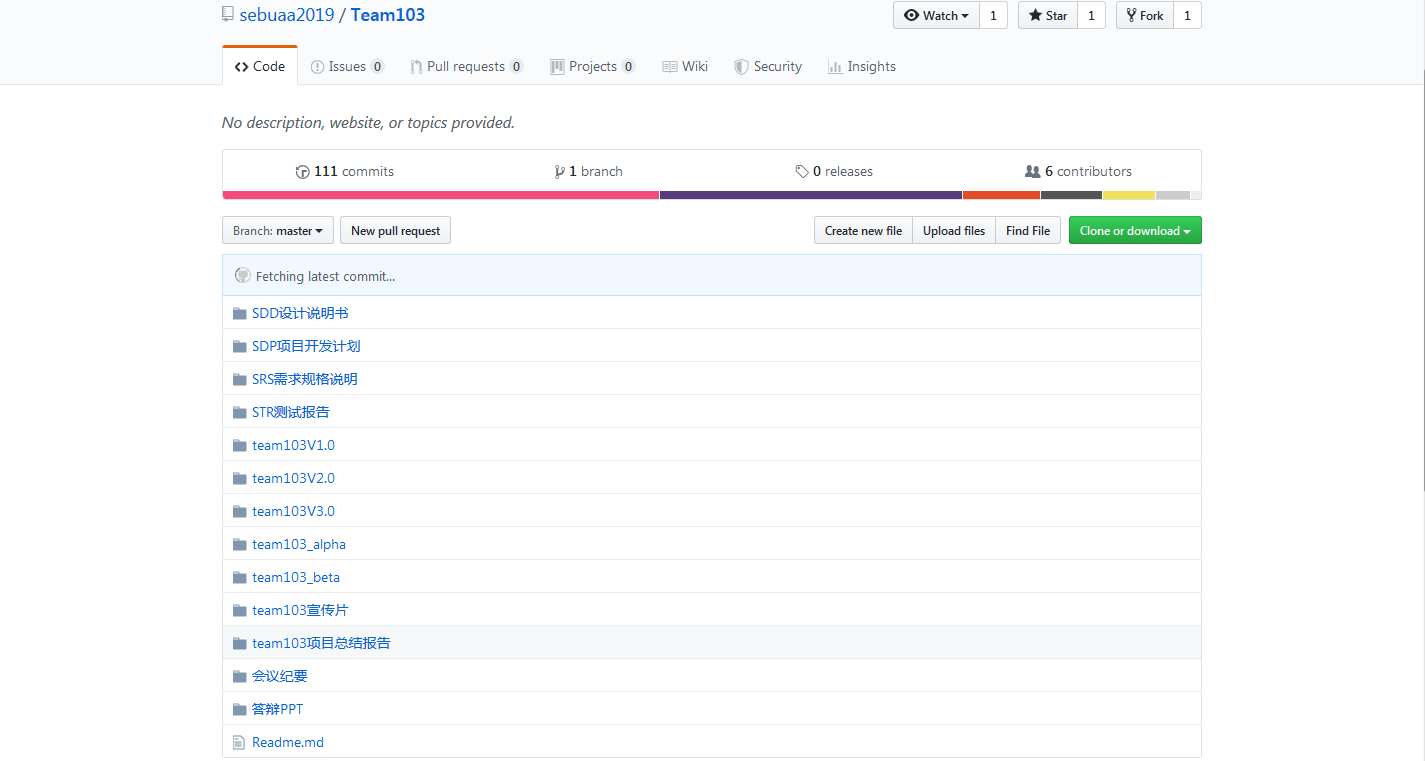 sebuaa2019 / Team103 Watch 1 Star 1 Fork 1
Code Issues 0 Pull requests 0 Projects 0 Wiki Security Insights
No description, website, or topics provided.
111 commits 1 branch 0 releases 6 contributors
Branch: master New pull request Create new file Upload files Find File Clone or download
Fetching latest commit...
SDD设计说明书
SDP项目开发计划
SRS需求规格说明
STR测试报告
team103V1.0
team103V2.0
team103V3.0
team103_alpha
team103_beta
team103宣传片
team103项目总结报告
会议纪要
答辩PPT
Readme.md